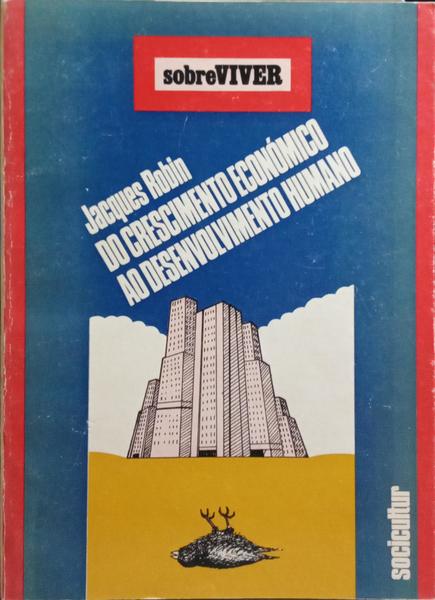 sobreVIVER
Jacques Robin
DO CRESCIMENTO ECONÓMICO
AO DESENVOLVIMENTO HUMANO
socicultur